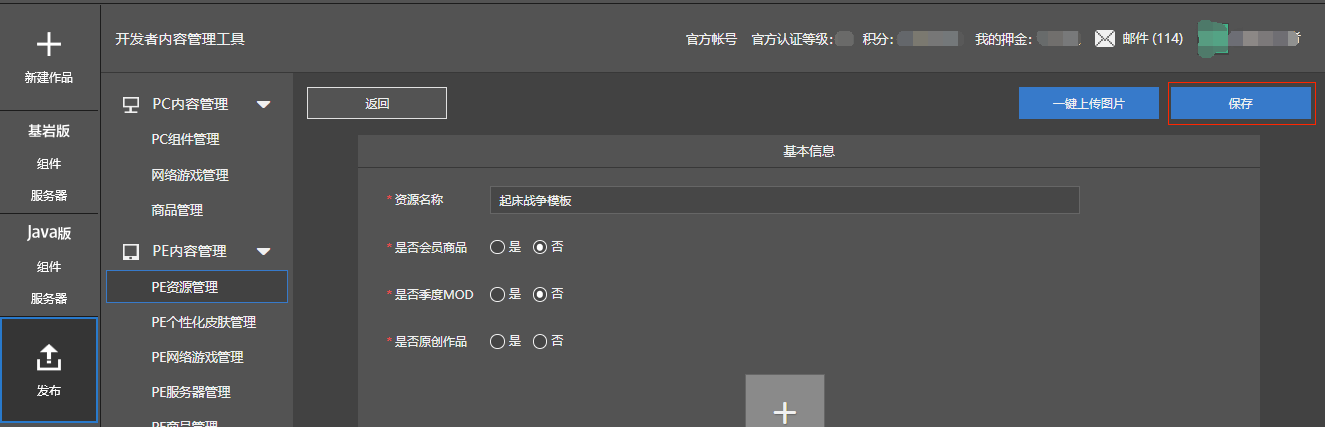 新建作品
基岩版
组件
服务器
Java版
组件
服务器
发布
开发者内容管理工具
官方帐号 官方认证等级: 积分: 我的押金: 邮件 (114)
PC内容管理
PC组件管理
网络游戏管理
商品管理
PE内容管理
PE资源管理
PE个性化皮肤管理
PE网络游戏管理
PE服务器管理
PE商品管理
返回
一键上传图片
保存
基本信息
*资源名称 起床战争模板
*是否会员商品 是 否
*是否季度MOD 是 否
*是否原创作品 是 否